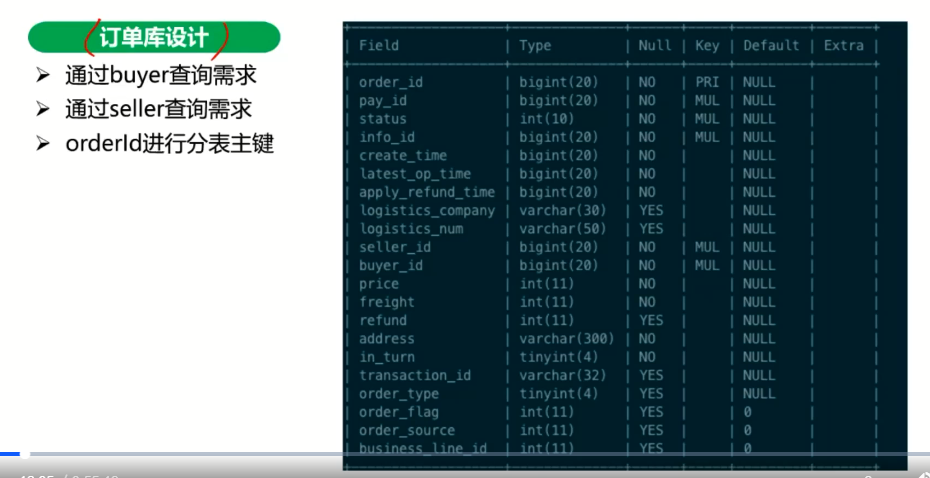 订单库设计
通过buyer查询需求
通过seller查询需求
orderId进行分表主键
| Field | Type | Null | Key | Default | Extra |
| order_id | bigint(20) | NO | PRI | NULL | |
| pay_id | bigint(20) | NO | MUL | NULL | |
| status | int(10) | NO | MUL | NULL | |
| info_id | bigint(20) | NO | MUL | NULL | |
| create_time | bigint(20) | NO | | NULL | |
| latest_op_time | bigint(20) | NO | | NULL | |
| apply_refund_time | bigint(20) | NO | | NULL | |
| logistics_company | varchar(30) | YES | | NULL | |
| logistics_num | varchar(50) | YES | | NULL | |
| seller_id | bigint(20) | NO | MUL | NULL | |
| buyer_id | bigint(20) | NO | MUL | NULL | |
| price | int(11) | NO | | NULL | |
| freight | int(11) | NO | | NULL | |
| refund | int(11) | YES | | NULL | |
| address | varchar(300) | NO | | NULL | |
| in_turn | tinyint(4) | NO | | NULL | |
| transaction_id | varchar(32) | YES | | NULL | |
| order_type | tinyint(4) | YES | | NULL | |
| order_flag | int(11) | YES | | 0 | |
| order_source | int(11) | YES | | 0 | |
| business_line_id | int(11) | YES | | 0 | |